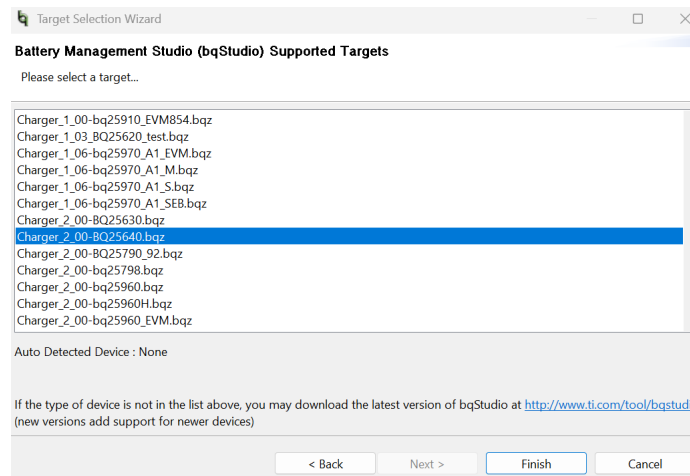 Target Selection Wizard
Battery Management Studio (bqStudio) Supported Targets
Please select a target...
Charger_1_00-bq25910_EVM854.bqz
Charger_1_03_BQ25620_test.bqz
Charger_1_06-bq25970_A1_EVM.bqz
Charger_1_06-bq25970_A1_M.bqz
Charger_1_06-bq25970_A1_S.bqz
Charger_1_06-bq25970_A1_SEB.bqz
Charger_2_00-BQ25630.bqz
Charger_2_00-BQ25640.bqz
Charger_2_00-BQ25790_92.bqz
Charger_2_00-bq25798.bqz
Charger_2_00-bq25960.bqz
Charger_2_00-bq25960H.bqz
Charger_2_00-bq25960_EVM.bqz
Auto Detected Device : None
If the type of device is not in the list above, you may download the latest version of bqStudio at http://www.ti.com/tool/bqstudi
(new versions add support for newer devices)
< Back Next > Finish Cancel